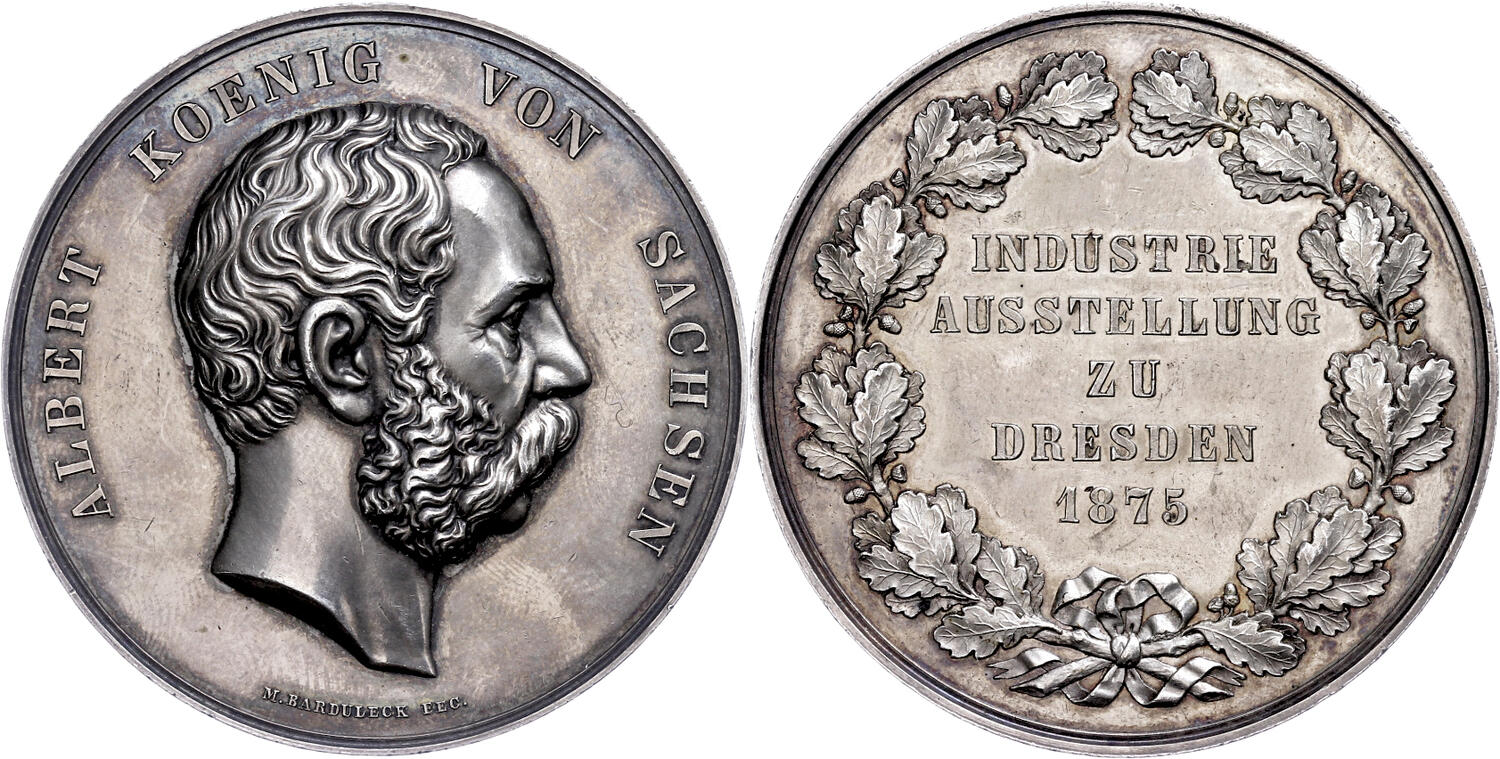 ALBERT KOENIG VON SACHSEN
M. BARDULECK FEC.
INDUSTRIE
AUSSTELLUNG
ZU
DRESDEN
1875